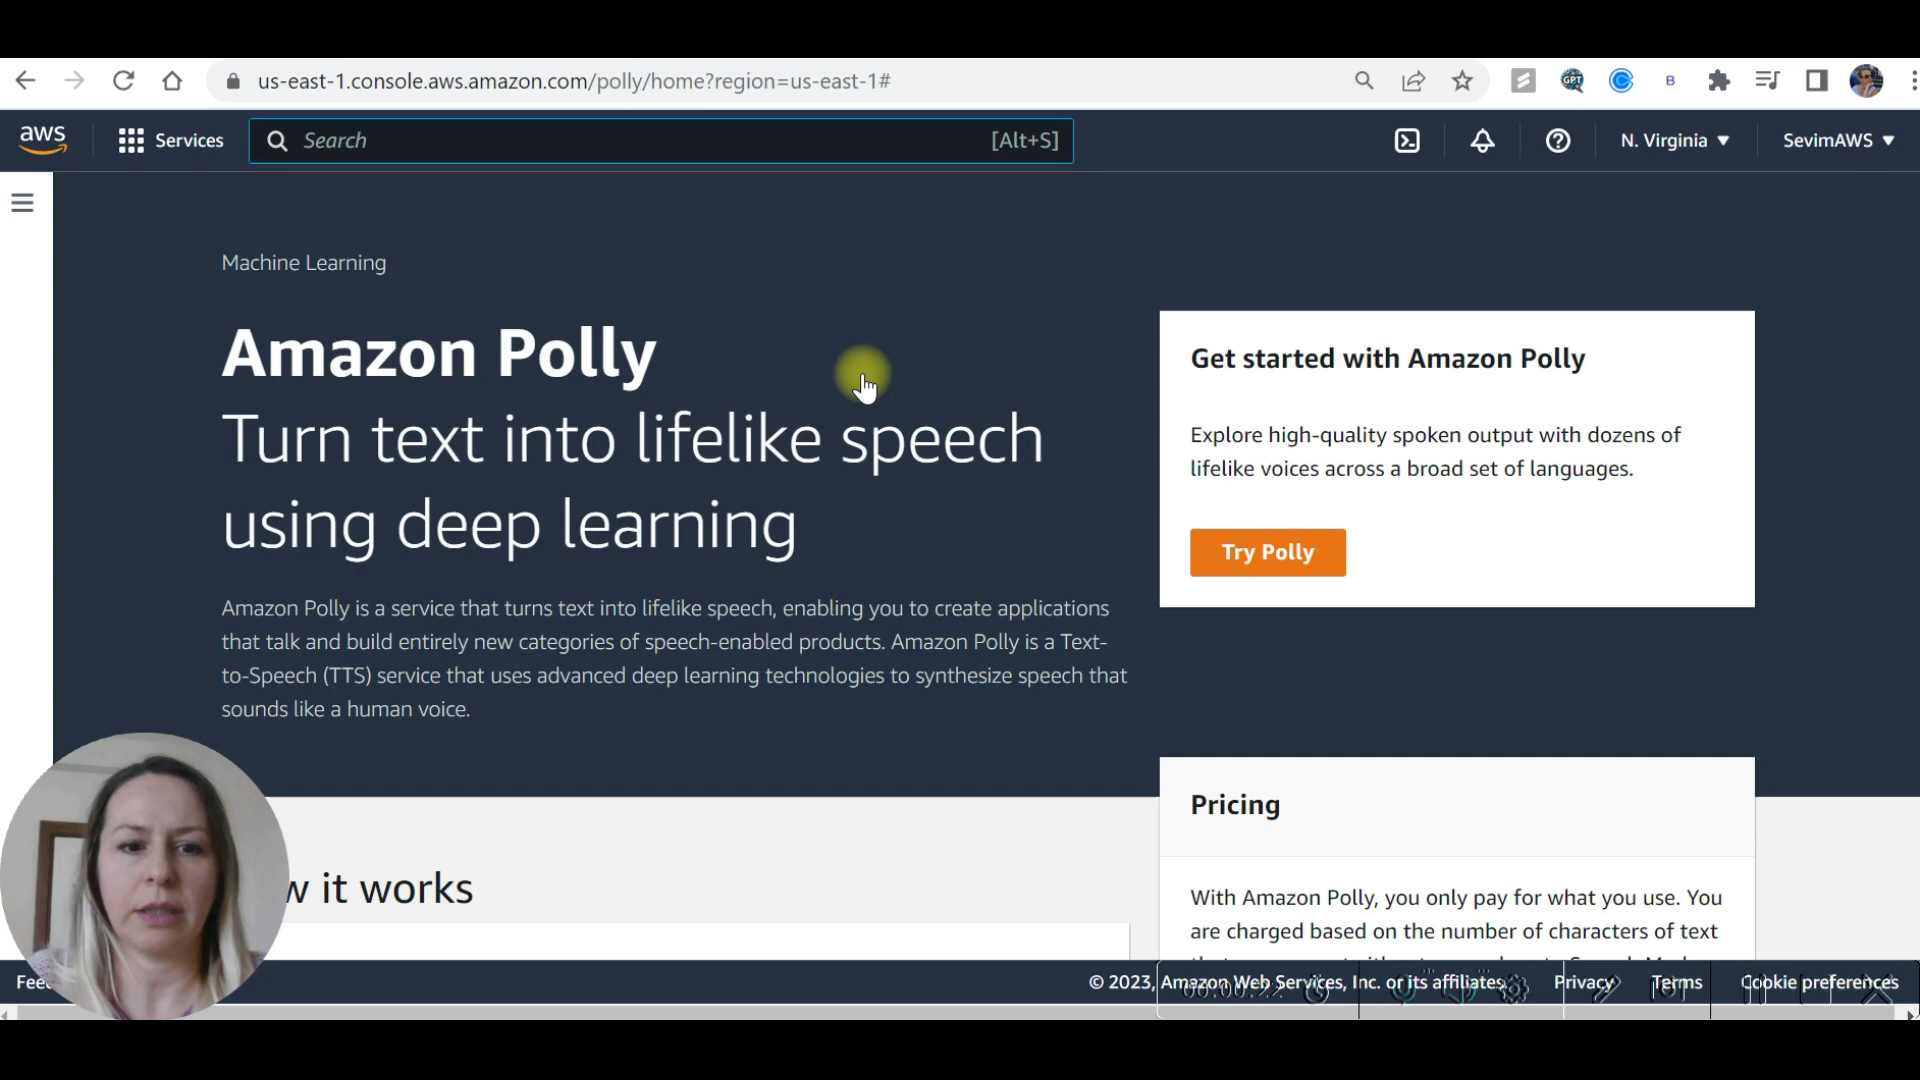 us-east-1.console.aws.amazon.com/polly/home?region=us-east-1#
GPT
B
aws
Services
Search
[Alt+S]
N. Virginia
SevimAWS
Machine Learning
Amazon Polly
Turn text into lifelike speech
using deep learning
Amazon Polly is a service that turns text into lifelike speech, enabling you to create applications
that talk and build entirely new categories of speech-enabled products. Amazon Polly is a Text-
to-Speech (TTS) service that uses advanced deep learning technologies to synthesize speech that
sounds like a human voice.
Get started with Amazon Polly
Explore high-quality spoken output with dozens of
lifelike voices across a broad set of languages.
Try Polly
w it works
Pricing
With Amazon Polly, you only pay for what you use. You
are charged based on the number of characters of text
Fee
© 2023, Amazon Web Services, Inc. or its affiliates.
Privacy
Terms
Cookie preferences